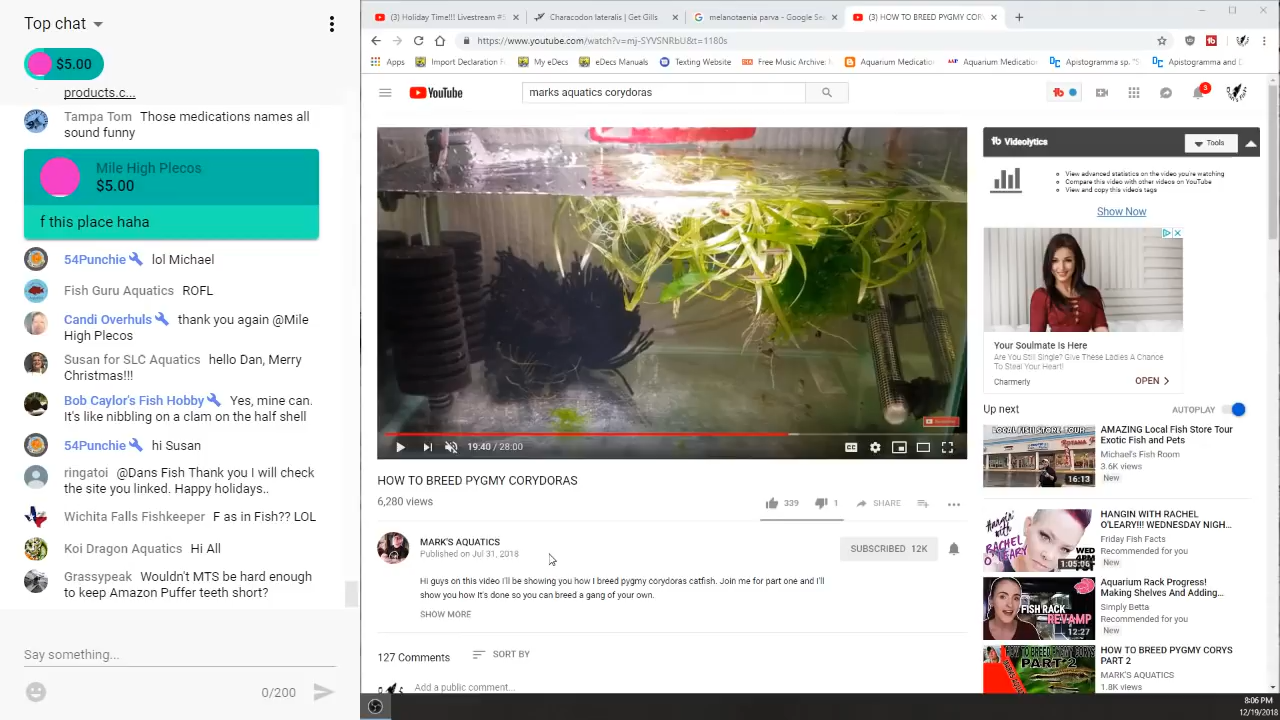 Top chat
$5.00
products.c...
Tampa Tom Those medications names all
sound funny
Mile High Plecos
$5.00
f this place haha
54Punchie lol Michael
Fish Guru Aquatics ROFL
Candi Overhuls thank you again @Mile
High Plecos
Susan for SLC Aquatics hello Dan, Merry
Christmas!!!
Bob Caylor's Fish Hobby Yes, mine can.
It's like nibbling on a clam on the half shell
54Punchie hi Susan
ringatoi @Dans Fish Thank you I will check
the site you linked. Happy holidays..
Wichita Falls Fishkeeper F as in Fish?? LOL
Koi Dragon Aquatics Hi All
Grassypeak Wouldn't MTS be hard enough
to keep Amazon Puffer teeth short?
Say something...
0/200
(3) Holiday Time!!! Livestream #5
Characodon lateralis | Get Gills
melanotaenia parva - Google Sea
(3) HOW TO BREED PYGMY COR
https://www.youtube.com/watch?v=mj-SYVSNRbU&t=1180s
Apps Import Declaration F My eDecs eDecs Manuals Texting Website Free Music Archive: Aquarium Medication Aquarium Medicatio Apistogramma sp. " Apistogramma and D
YouTube
marks aquatics corydoras
3
Videolytics
Tools
View advanced statistics on the video you're watching
Compare this video with other videos on YouTube
View and copy this video's tags
Show Now
19:40 / 28:00
CC
Your Soulmate Is Here
Are You Still Single? Give These Ladies A Chance
To Steal Your Heart!
Charmerly
OPEN
HOW TO BREED PYGMY CORYDORAS
6,280 views
339
1
SHARE
MARK'S AQUATICS
Published on Jul 31, 2018
SUBSCRIBED 12K
Hi guys on this video I'll be showing you how I breed pygmy corydoras catfish. Join me for part one and I'll
show you how It's done so you can breed a gang of your own.
SHOW MORE
127 Comments
SORT BY
Add a public comment...
Up next
AUTOPLAY
LOCAL FISH STORE TOUR
16:13
AMAZING Local Fish Store Tour
Exotic Fish and Pets
Michael's Fish Room
3.6K views
New
HANGIN WITH
1:05:06
HANGIN WITH RACHEL
O'LEARY!!! WEDNESDAY NIGH...
Friday Fish Facts
Recommended for you
New
FISH RACK
REVAMP
12:27
Aquarium Rack Progress!
Making Shelves And Adding...
Simply Betta
Recommended for you
New
PART 2
HOW TO BREED PYGMY CORYS
PART 2
MARK'S AQUATICS
1.8K views
8:06 PM
12/19/2018